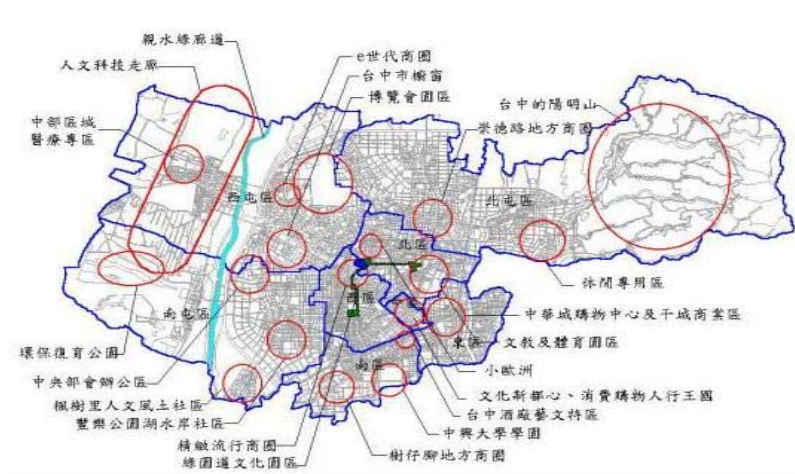 親水綠廊道
人文科技走廊
e世代商圈
台中市櫥窗
博覽會園區
中部區域
醫療專區
台中的陽明山
崇德路地方商圈
西屯區
北屯區
北區
休閒專用區
西區
中區
南屯區
中華城購物中心及干城商業區
東區
文教及體育園區
環保復育公園
南區
小歐洲
中央部會辦公區
文化新都心、消費購物人行王國
楓樹里人文風土社區
台中酒廠藝文特區
豐樂公園湖水岸社區
中興大學學園
精緻流行商圈
樹仔腳地方商圈
綠園道文化園區